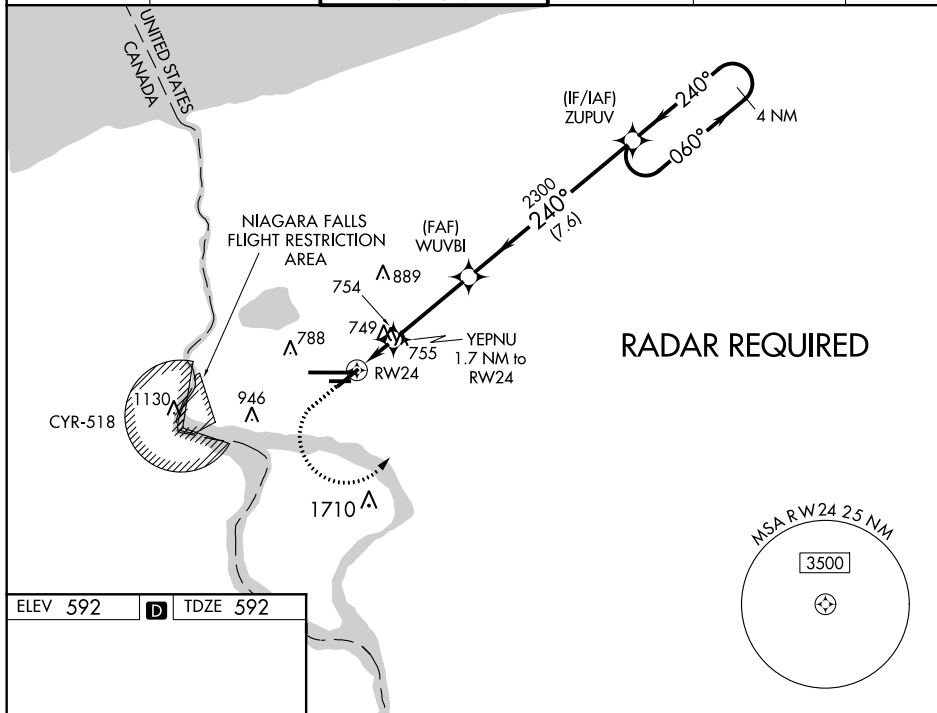 UNITED STATES
CANADA
(IF/IAF)
ZUPUV
240°
4 NM
060°
2300
240°
(7.6)
NIAGARA FALLS
FLIGHT RESTRICTION
AREA
(FAF)
WUVBI
889
754
749
788
755
YEPNU
1.7 NM to
RW24
RW24
RADAR REQUIRED
1130
946
CYR-518
1710
MSA RW24 25 NM
3500
ELEV 592 D TDZE 592